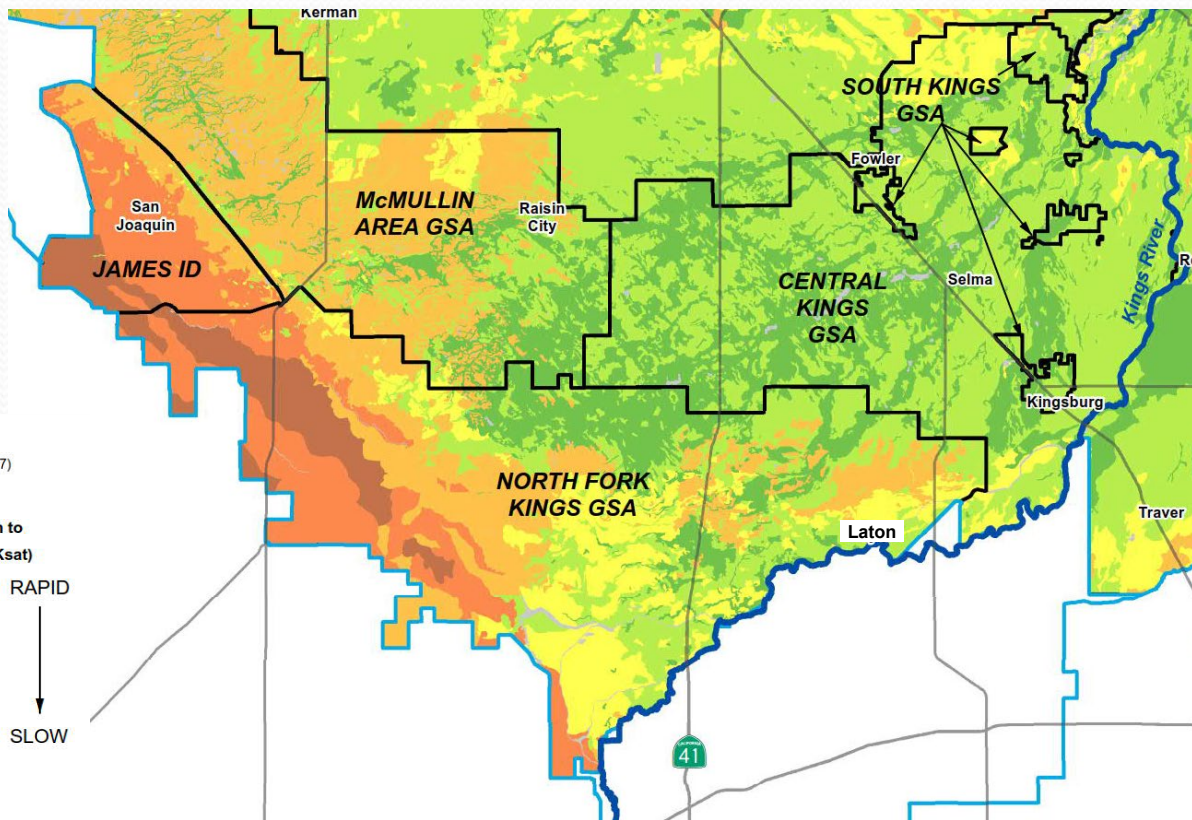 Kerman
SOUTH KINGS
GSA
Fowler
McMULLIN
AREA GSA
Raisin
City
San
Joaquin
JAMES ID
CENTRAL
KINGS
GSA
Selma
Kings River
Kingsburg
7)
NORTH FORK
KINGS GSA
Laton
Traver
to
Ksat)
RAPID
SLOW
CALIFORNIA
41